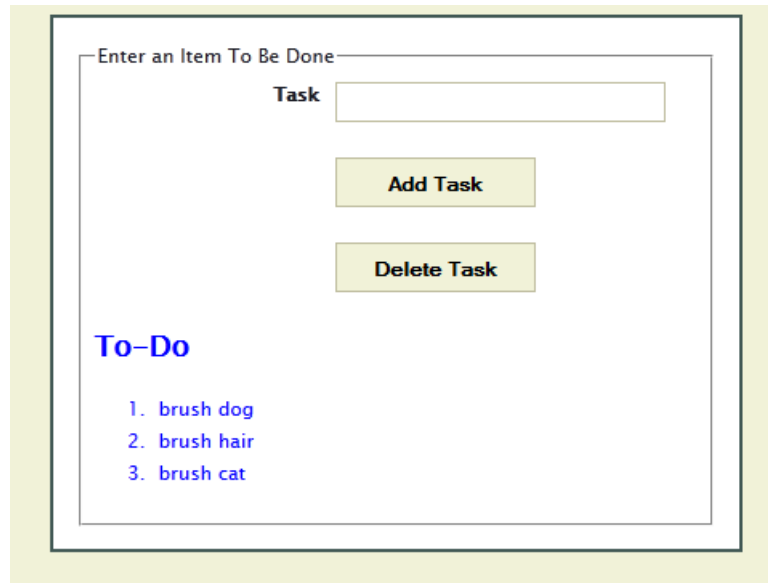 Enter an Item To Be Done
Task
Add Task
Delete Task
To-Do
1. brush dog
2. brush hair
3. brush cat